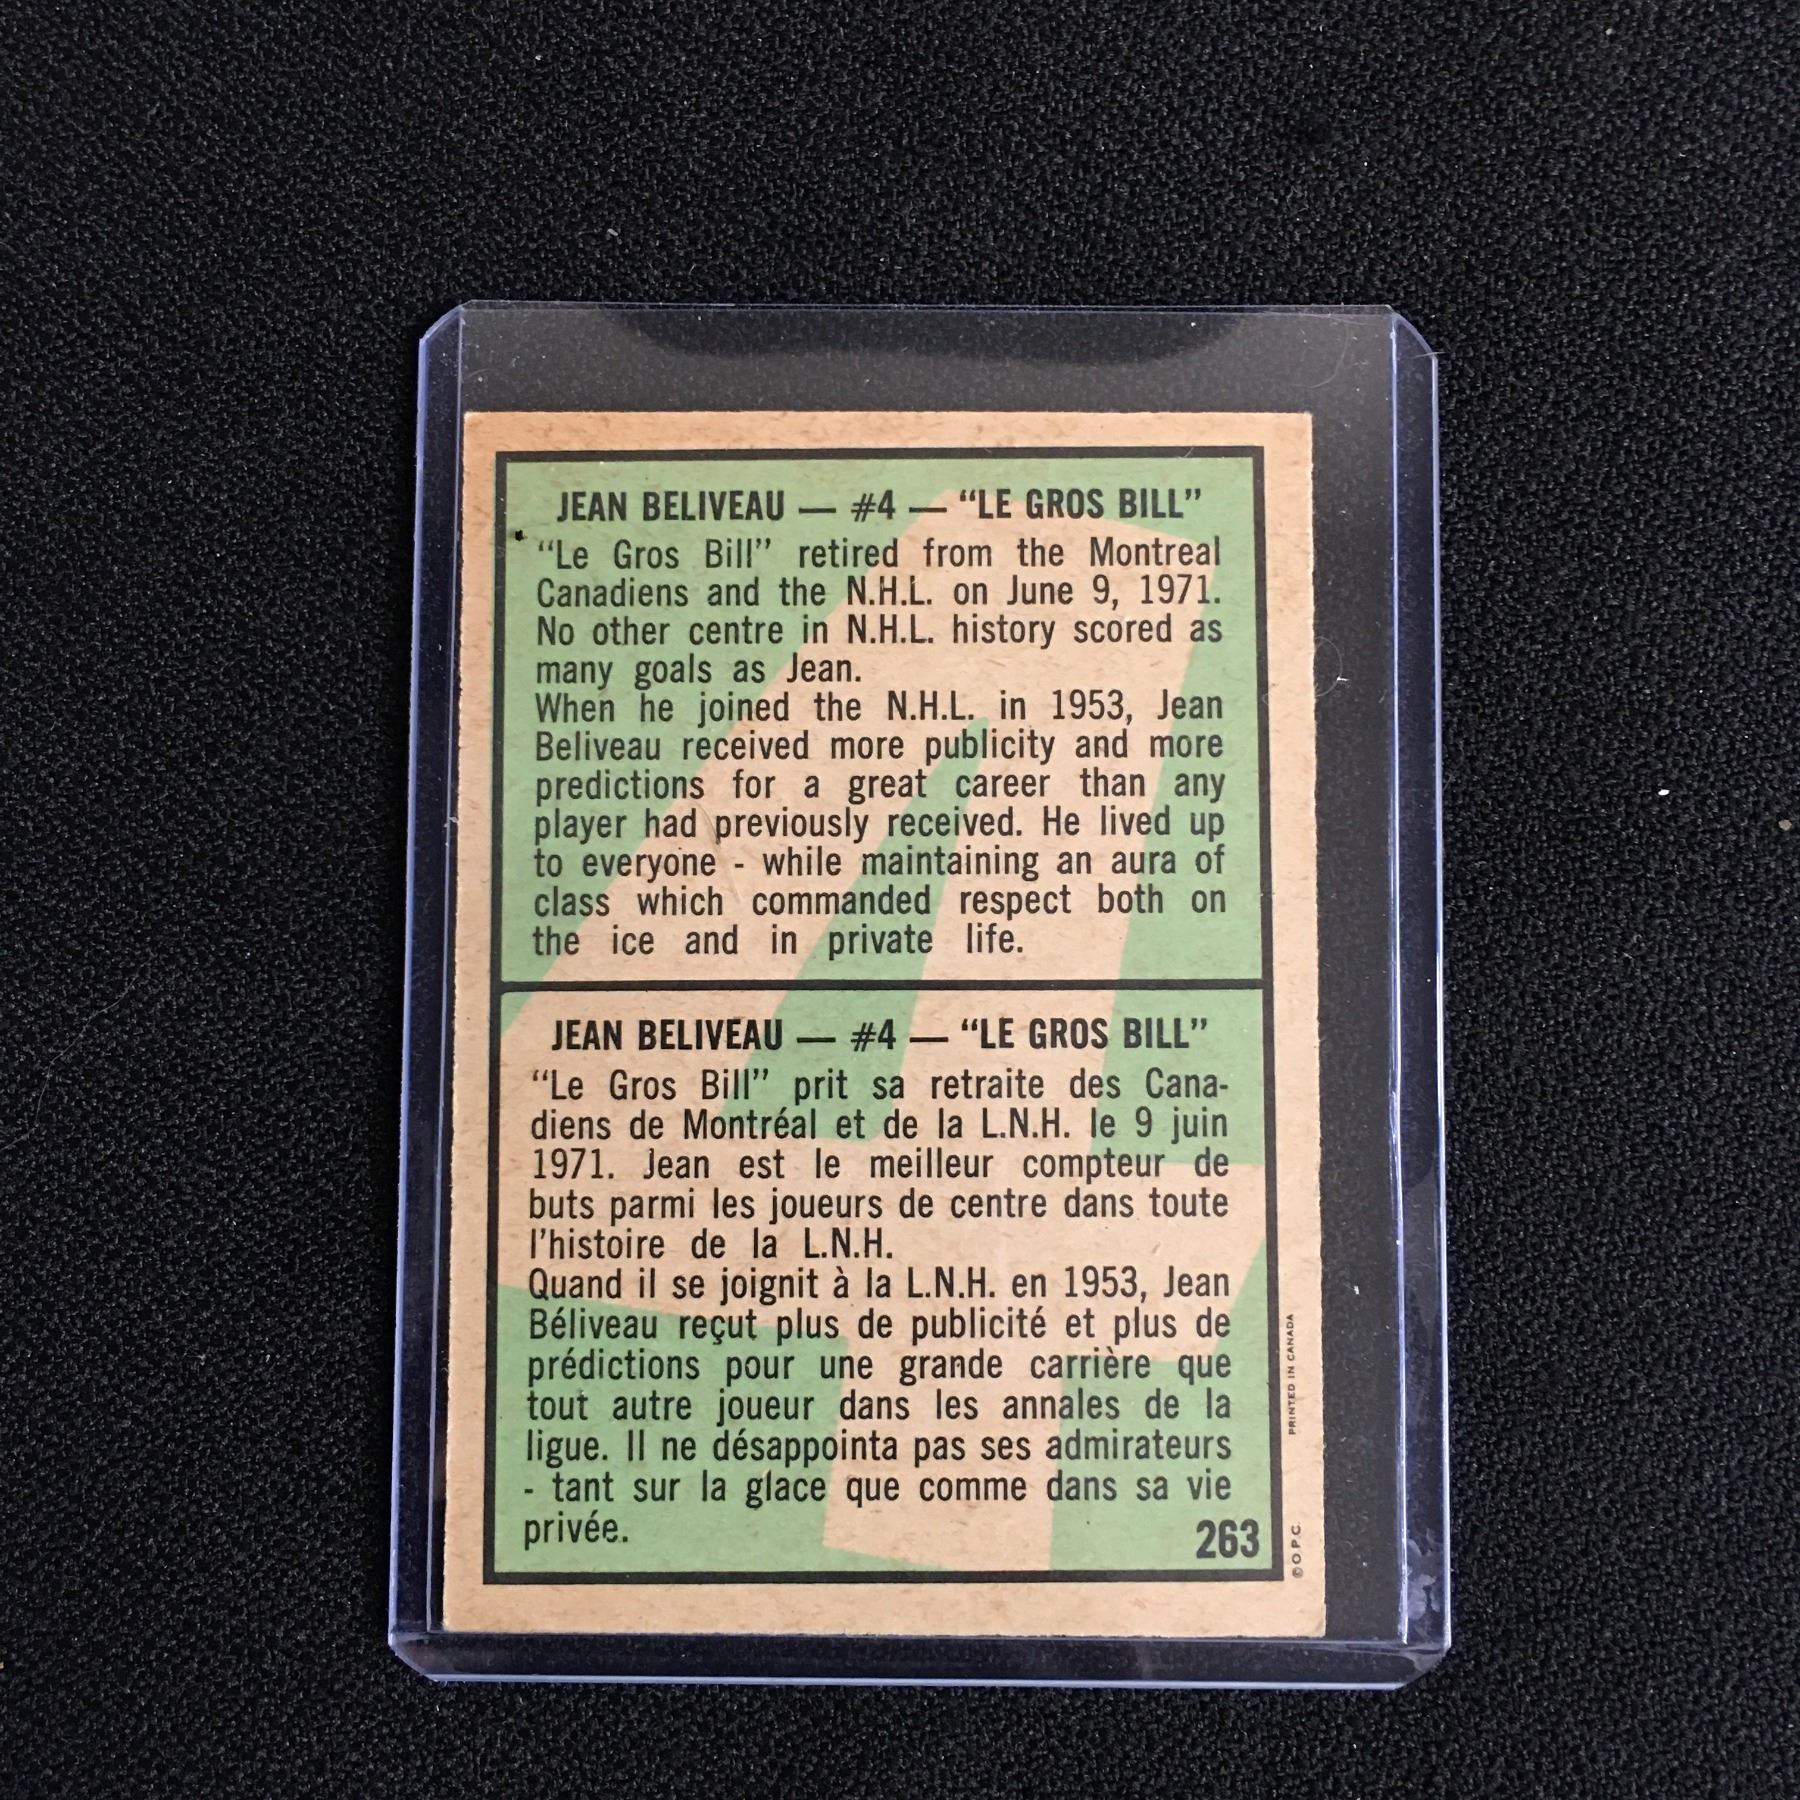 JEAN BELIVEAU — #4 — “LE GROS BILL”
“Le Gros Bill” retired from the Montreal
Canadiens and the N.H.L. on June 9, 1971.
No other centre in N.H.L. history scored as
many goals as Jean.
When he joined the N.H.L. in 1953, Jean
Beliveau received more publicity and more
predictions for a great career than any
player had previously received. He lived up
to everyone - while maintaining an aura of
class which commanded respect both on
the ice and in private life.
JEAN BELIVEAU — #4 — “LE GROS BILL”
“Le Gros Bill” prit sa retraite des Cana-
diens de Montréal et de la L.N.H. le 9 juin
1971. Jean est le meilleur compteur de
buts parmi les joueurs de centre dans toute
l’histoire de la L.N.H.
Quand il se joignit à la L.N.H. en 1953, Jean
Béliveau reçut plus de publicité et plus de
prédictions pour une grande carrière que
tout autre joueur dans les annales de la
ligue. Il ne désappointa pas ses admirateurs
- tant sur la glace que comme dans sa vie
privée.
263
© O.P.C.
PRINTED IN CANADA